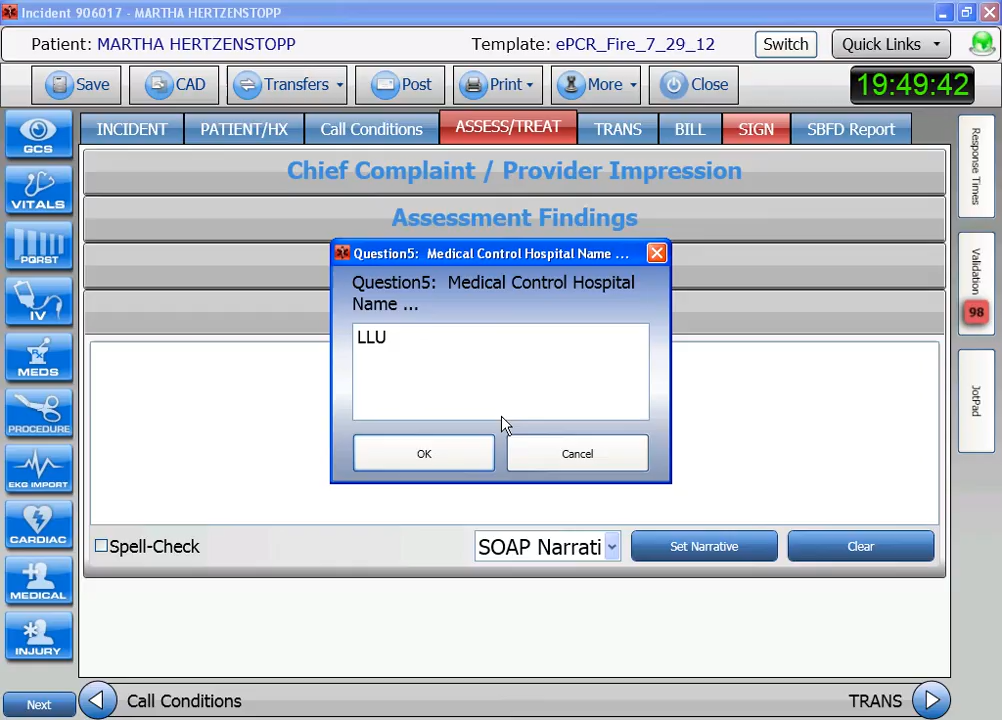 Incident 906017 - MARTHA HERTZENSTOPP
Patient: MARTHA HERTZENSTOPP
Template: ePCR_Fire_7_29_12
Switch
Quick Links
Save
CAD
Transfers
Post
Print
More
Close
19:49:42
INCIDENT
PATIENT/HX
Call Conditions
ASSESS/TREAT
TRANS
BILL
SIGN
SBFD Report
GCS
VITALS
PQRST
IV
MEDS
PROCEDURE
EKG IMPORT
CARDIAC
MEDICAL
INJURY
Next
Chief Complaint / Provider Impression
Assessment Findings
Question5: Medical Control Hospital Name ...
Question5: Medical Control Hospital
Name ...
LLU
OK
Cancel
Spell-Check
SOAP Narrati
Set Narrative
Clear
Call Conditions
TRANS
Response Times
Validation
98
JotPad